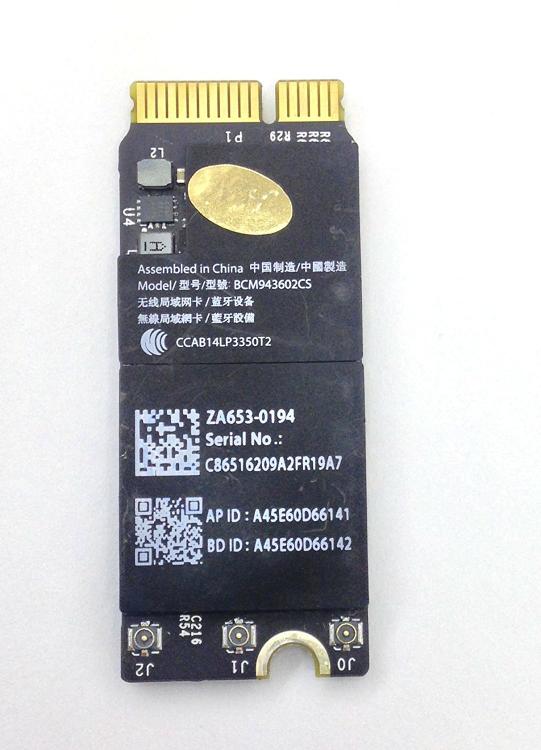 P1
R29
L2
U4
Assembled in China 中国制造/中國製造
Model/型号/型號: BCM943602CS
无线局域网卡/蓝牙设备
無線局域網卡/藍牙設備
CCAB14LP3350T2
ZA653-0194
Serial No.:
C86516209A2FR19A7
AP ID: A45E60D66141
BD ID: A45E60D66142
C216
R54
J2
J1
J0